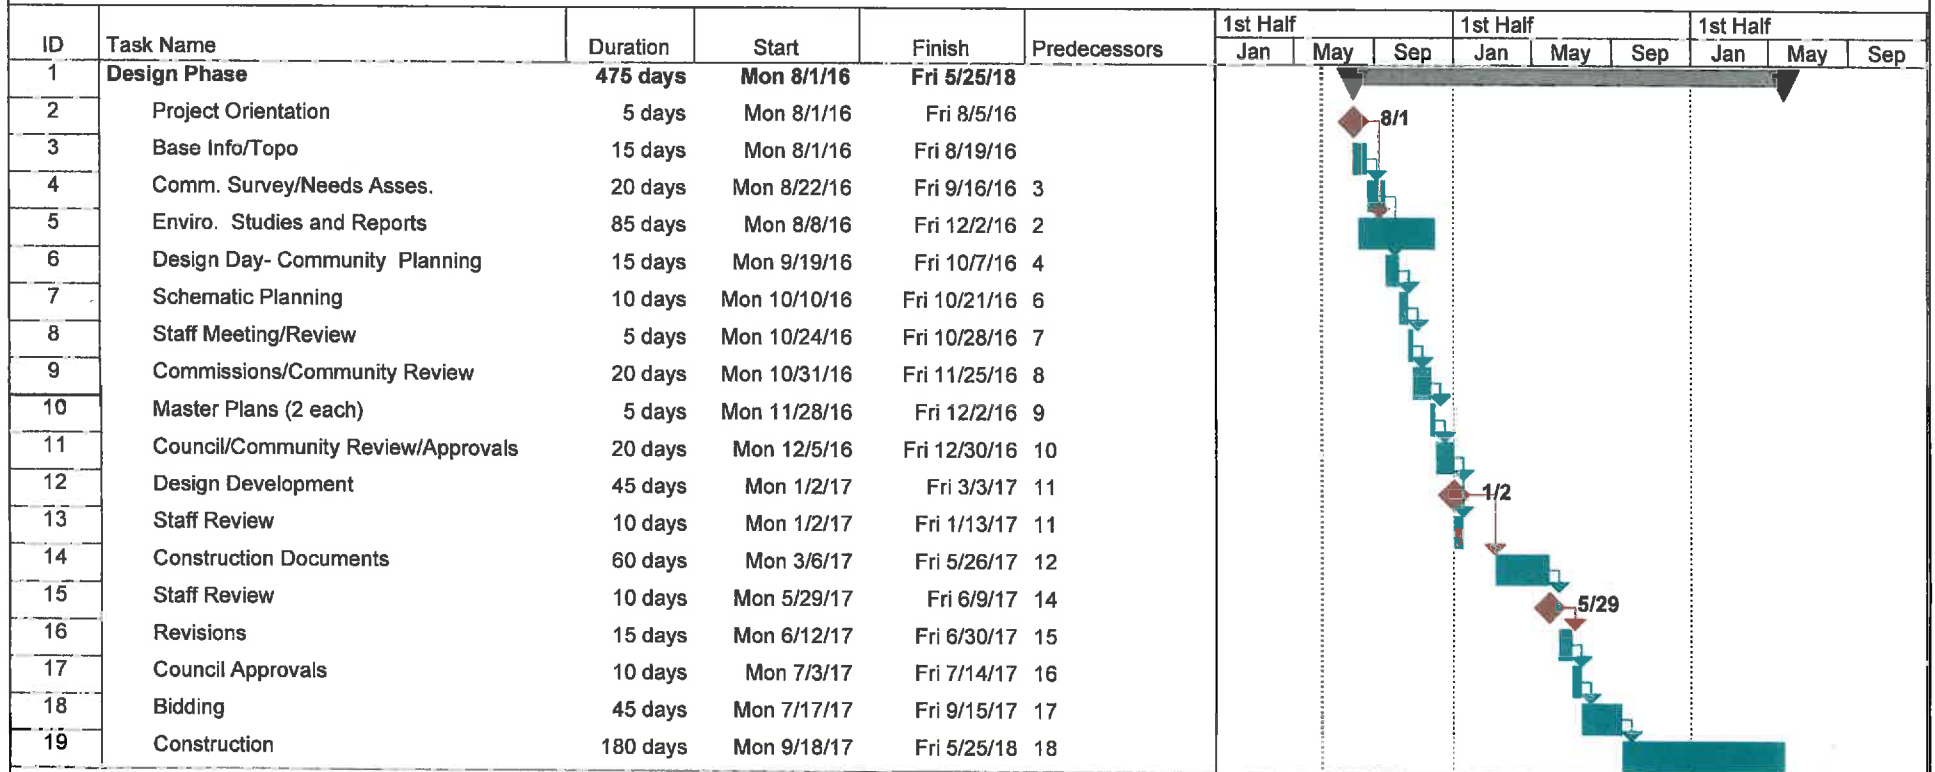 1st Half 1st Half 1st Half
ID Task Name Duration Start Finish Predecessors Jan May Sep Jan May Sep Jan May Sep
1 Design Phase 475 days Mon 8/1/16 Fri 5/25/18
2 Project Orientation 5 days Mon 8/1/16 Fri 8/5/16 8/1
3 Base Info/Topo 15 days Mon 8/1/16 Fri 8/19/16
4 Comm. Survey/Needs Asses. 20 days Mon 8/22/16 Fri 9/16/16 3
5 Enviro. Studies and Reports 85 days Mon 8/8/16 Fri 12/2/16 2
6 Design Day- Community Planning 15 days Mon 9/19/16 Fri 10/7/16 4
7 Schematic Planning 10 days Mon 10/10/16 Fri 10/21/16 6
8 Staff Meeting/Review 5 days Mon 10/24/16 Fri 10/28/16 7
9 Commissions/Community Review 20 days Mon 10/31/16 Fri 11/25/16 8
10 Master Plans (2 each) 5 days Mon 11/28/16 Fri 12/2/16 9
11 Council/Community Review/Approvals 20 days Mon 12/5/16 Fri 12/30/16 10
12 Design Development 45 days Mon 1/2/17 Fri 3/3/17 11 1/2
13 Staff Review 10 days Mon 1/2/17 Fri 1/13/17 11
14 Construction Documents 60 days Mon 3/6/17 Fri 5/26/17 12
15 Staff Review 10 days Mon 5/29/17 Fri 6/9/17 14 5/29
16 Revisions 15 days Mon 6/12/17 Fri 6/30/17 15
17 Council Approvals 10 days Mon 7/3/17 Fri 7/14/17 16
18 Bidding 45 days Mon 7/17/17 Fri 9/15/17 17
19 Construction 180 days Mon 9/18/17 Fri 5/25/18 18